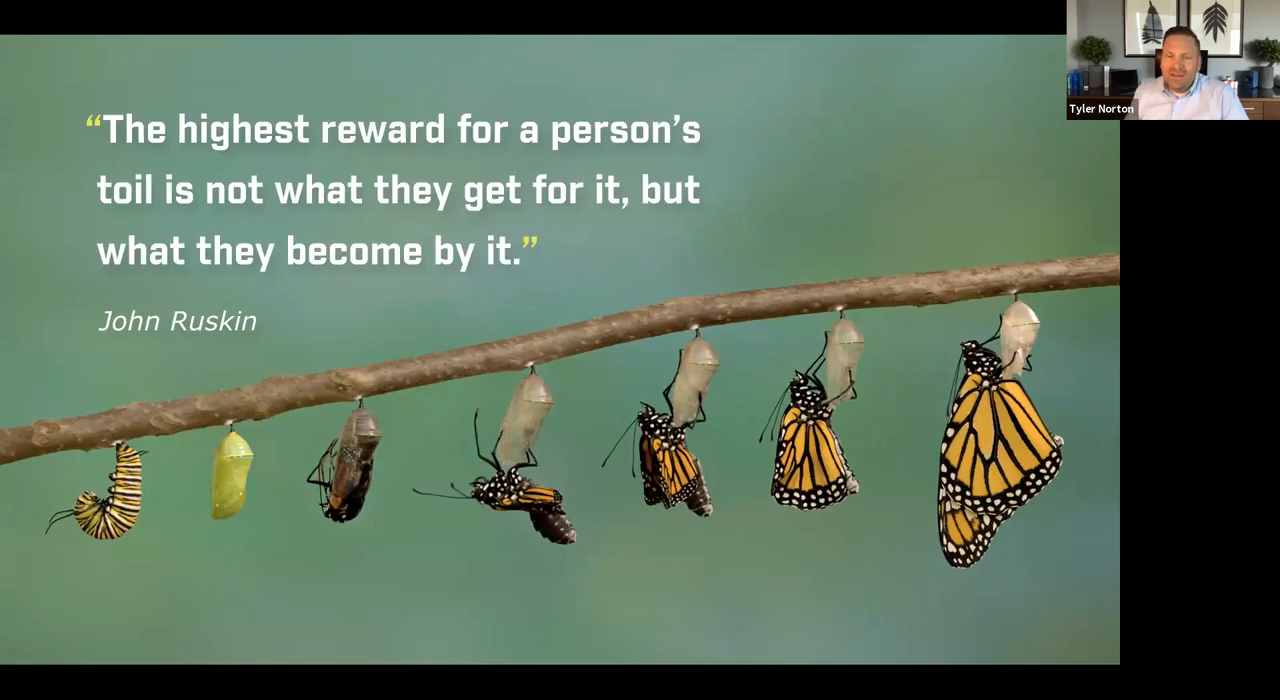 “The highest reward for a person’s
toil is not what they get for it, but
what they become by it.”
John Ruskin
Tyler Norton